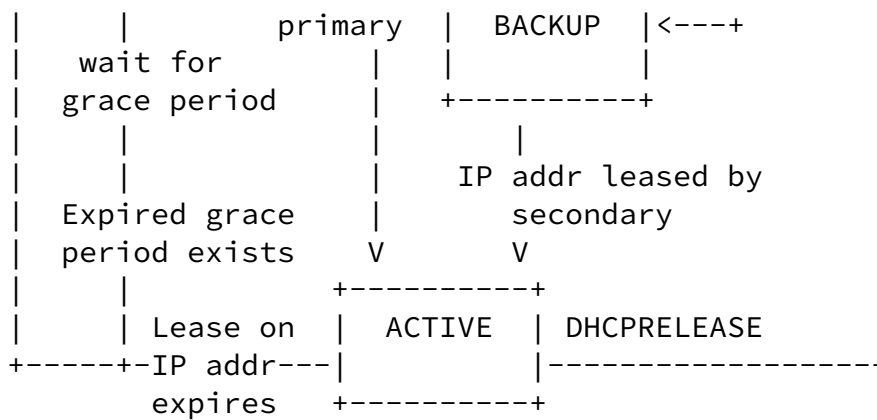 |     |        primary  |  BACKUP  |<---+
|   wait for         |  |          |
|  grace period      |  +----------+
|     |              |       |
|     |              |    IP addr leased by
|  Expired grace     |       secondary
|  period exists     V       V
|     |            +----------+
|     | Lease on   |  ACTIVE  | DHCPRELEASE
+-----+-IP addr---|          |-------------------
        expires   +----------+